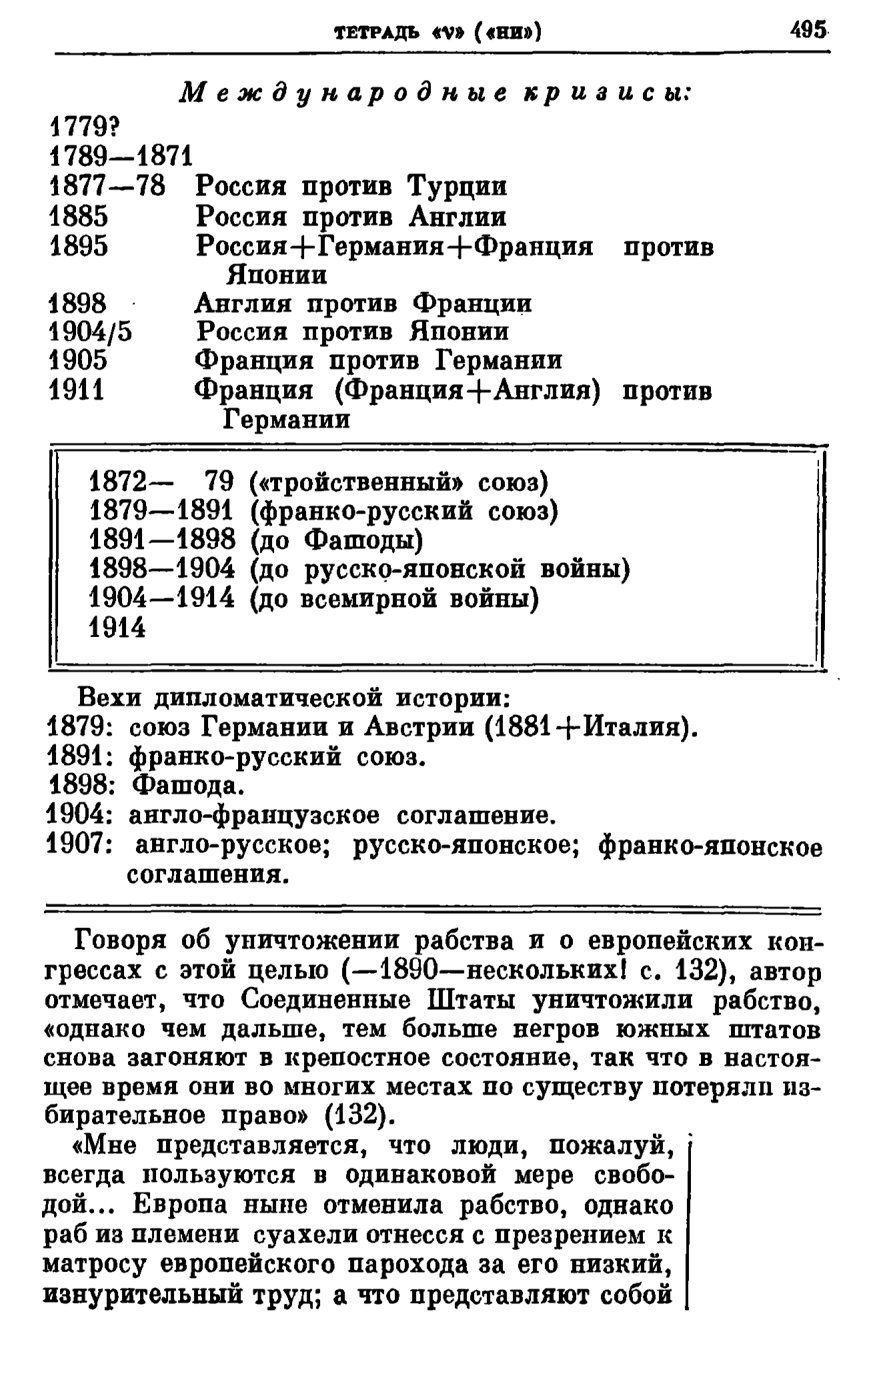 ТЕТРАДЬ «ν» («НИ») 495
Международные кризисы:
1779?
1789—1871
1877—78 Россия против Турции
1885 Россия против Англии
1895 Россия+Германия+Франция против
Японии
1898 Англия против Франции
1904/5 Россия против Японии
1905 Франция против Германии
1911 Франция (Франция+Англия) против
Германии
1872— 79 («тройственный» союз)
1879—1891 (франко-русский союз)
1891—1898 (до Фашоды)
1898—1904 (до русско-японской войны)
1904—1914 (до всемирной войны)
1914
Вехи дипломатической истории:
1879: союз Германии и Австрии (1881+Италия).
1891: франко-русский союз.
1898: Фашода.
1904: англо-французское соглашение.
1907: англо-русское; русско-японское; франко-японское
соглашения.
Говоря об уничтожении рабства и о европейских кон-
грессах с этой целью (—1890—нескольких! с. 132), автор
отмечает, что Соединенные Штаты уничтожили рабство,
«однако чем дальше, тем больше негров южных штатов
снова загоняют в крепостное состояние, так что в настоя-
щее время они во многих местах по существу потеряли из-
бирательное право» (132).
«Мне представляется, что люди, пожалуй,
всегда пользуются в одинаковой мере свобо-
дой... Европа ныне отменила рабство, однако
раб из племени суахели отнесся с презрением к
матросу европейского парохода за его низкий,
изнурительный труд; а что представляют собой